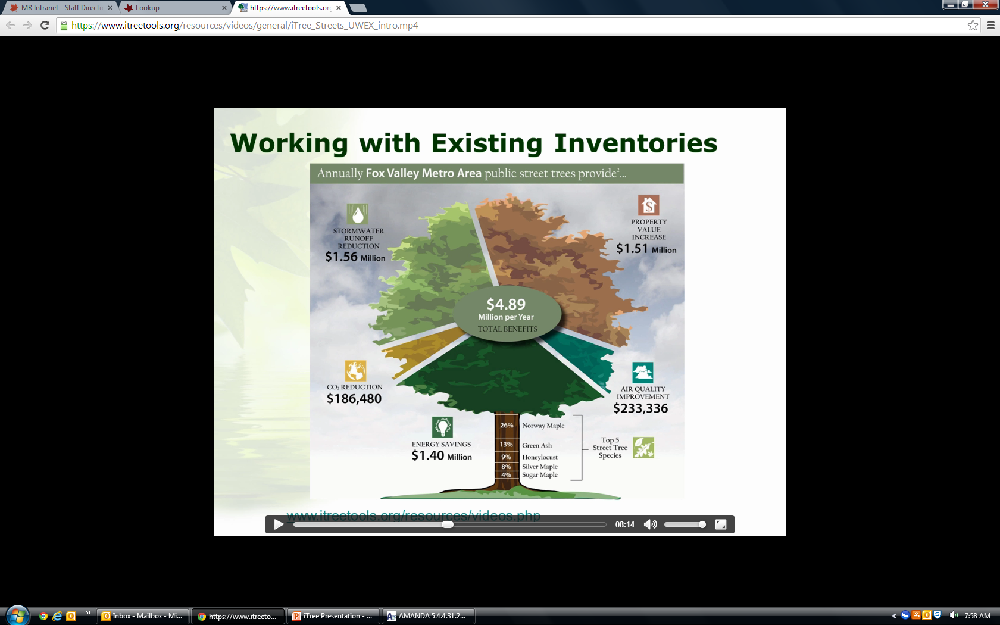 MR Intranet - Staff Directo
Lookup
https://www.itreetools.org
https://www.itreetools.org/resources/videos/general/iTree_Streets_UWEX_intro.mp4
Working with Existing Inventories
Annually Fox Valley Metro Area public street trees provide²...
STORMWATER
RUNOFF
REDUCTION
$1.56 Million
PROPERTY
VALUE
INCREASE
$1.51 Million
$4.89
Million per Year
TOTAL BENEFITS
CO₂ REDUCTION
$186,480
AIR QUALITY
IMPROVEMENT
$233,336
ENERGY SAVINGS
$1.40 Million
26% Norway Maple
13% Green Ash
9% Honeylocust
8% Silver Maple
4% Sugar Maple
Top 5
Street Tree
Species
www.itreetools.org/resources/videos.php
08:14
Inbox - Mailbox - Mi...
https://www.itreeto...
iTree Presentation - ...
AMANDA 5.4.4.31.2...
7:58 AM